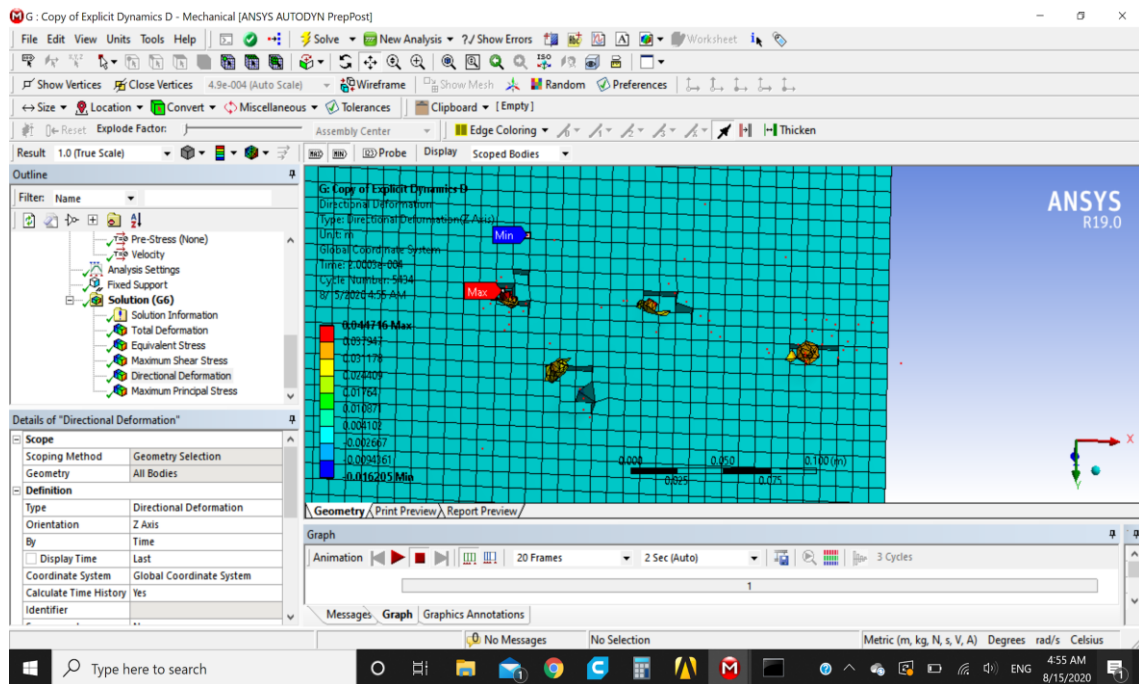 G : Copy of Explicit Dynamics D - Mechanical [ANSYS AUTODYN PrepPost]
File Edit View Units Tools Help Solve New Analysis ?/ Show Errors Worksheet
Show Vertices Close Vertices 4.9e-004 (Auto Scale) Wireframe Show Mesh Random Preferences
Size Location Convert Miscellaneous Tolerances Clipboard [Empty]
Reset Explode Factor: Assembly Center Edge Coloring Thicken
Result 1.0 (True Scale) Probe Display Scoped Bodies
Outline
Filter: Name
Pre-Stress (None)
Velocity
Analysis Settings
Fixed Support
Solution (G6)
Solution Information
Total Deformation
Equivalent Stress
Maximum Shear Stress
Directional Deformation
Maximum Principal Stress
Details of "Directional Deformation"
Scope
Scoping Method Geometry Selection
Geometry All Bodies
Definition
Type Directional Deformation
Orientation Z Axis
By Time
Display Time Last
Coordinate System Global Coordinate System
Calculate Time History Yes
Identifier
G: Copy of Explicit Dynamics D
Directional Deformation
Type: Directional Deformation(Z Axis)
Unit: m
Global Coordinate System
Time: 2.0003e-004
Cycle Number: 5434
8/15/2020 4:55 AM
Min
Max
0.044716 Max
0.037947
0.031178
0.024409
0.01764
0.010871
0.004102
-0.002667
-0.0094361
-0.016205 Min
0.000 0.050 0.100 (m)
0.025 0.075
ANSYS
R19.0
X
Y
Geometry Print Preview Report Preview
Graph
Animation 20 Frames 2 Sec (Auto) 3 Cycles
1
Messages Graph Graphics Annotations
0 No Messages No Selection Metric (m, kg, N, s, V, A) Degrees rad/s Celsius
Type here to search
ENG
4:55 AM
8/15/2020